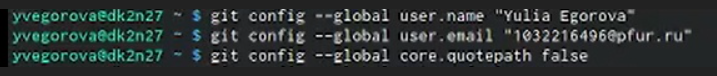 yvegorova@dk2n27 ~ $ git config --global user.name "Yulia Egorova"
yvegorova@dk2n27 ~ $ git config --global user.email "1032216496@pfur.ru"
yvegorova@dk2n27 ~ $ git config --global core.quotepath false